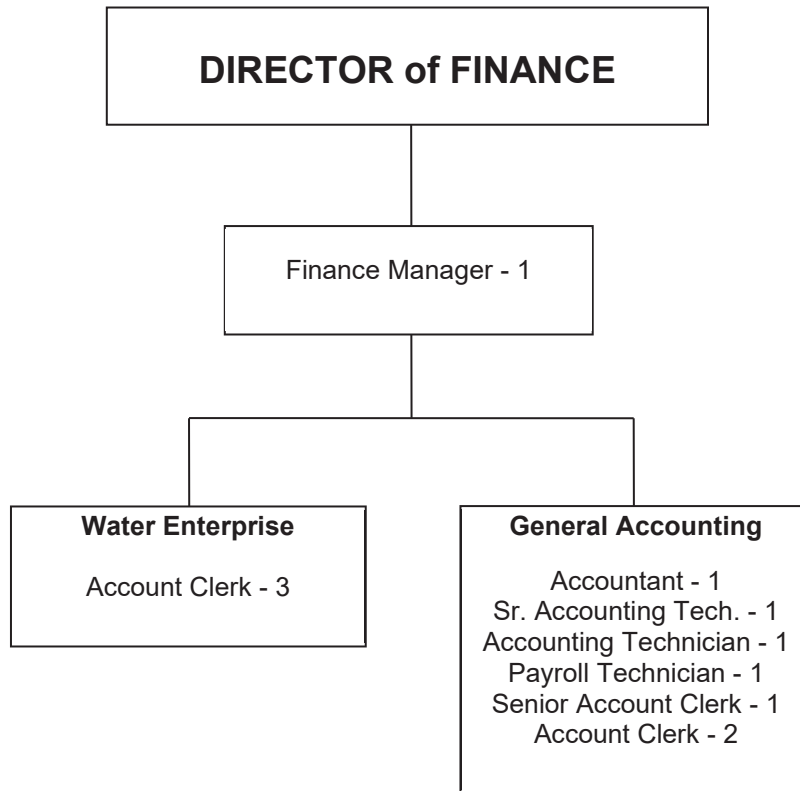 DIRECTOR of FINANCE
Finance Manager - 1
Water Enterprise
Account Clerk - 3
General Accounting
Accountant - 1
Sr. Accounting Tech. - 1
Accounting Technician - 1
Payroll Technician - 1
Senior Account Clerk - 1
Account Clerk - 2